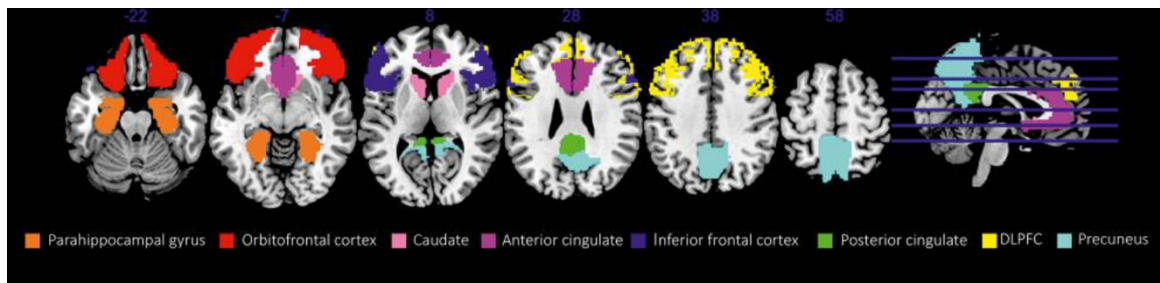 -22 -7 8 28 38 58
Parahippocampal gyrus Orbitofrontal cortex Caudate Anterior cingulate Inferior frontal cortex Posterior cingulate DLPFC Precuneus